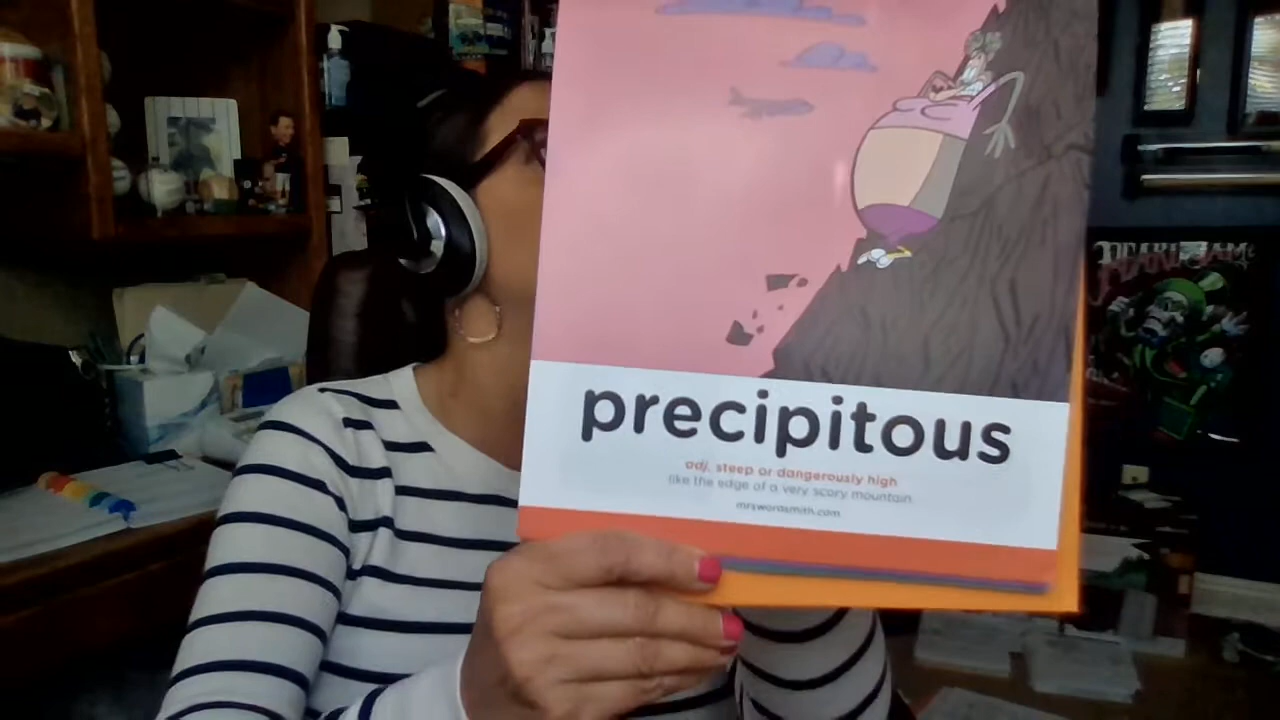 PEARL JAM
precipitous
adj. steep or dangerously high
like the edge of a very scary mountain.
mrswordsmith.com